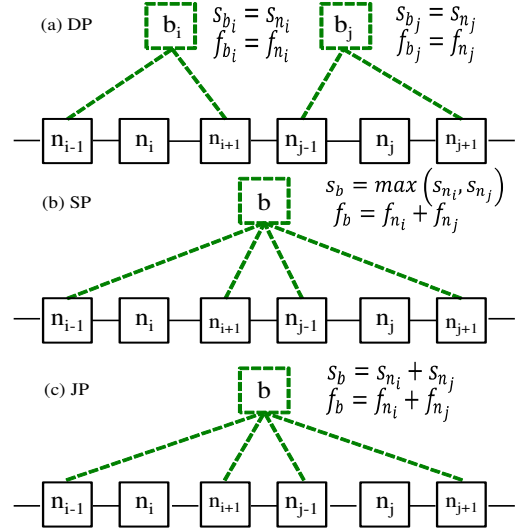 (a) DP
b_i s_{b_i} = s_{n_i}
f_{b_i} = f_{n_i}
b_j s_{b_j} = s_{n_j}
f_{b_j} = f_{n_j}
n_{i-1} n_i n_{i+1} n_{j-1} n_j n_{j+1}
(b) SP
b s_b = max (s_{n_i}, s_{n_j})
f_b = f_{n_i} + f_{n_j}
n_{i-1} n_i n_{i+1} n_{j-1} n_j n_{j+1}
(c) JP
b s_b = s_{n_i} + s_{n_j}
f_b = f_{n_i} + f_{n_j}
n_{i-1} n_i n_{i+1} n_{j-1} n_j n_{j+1}